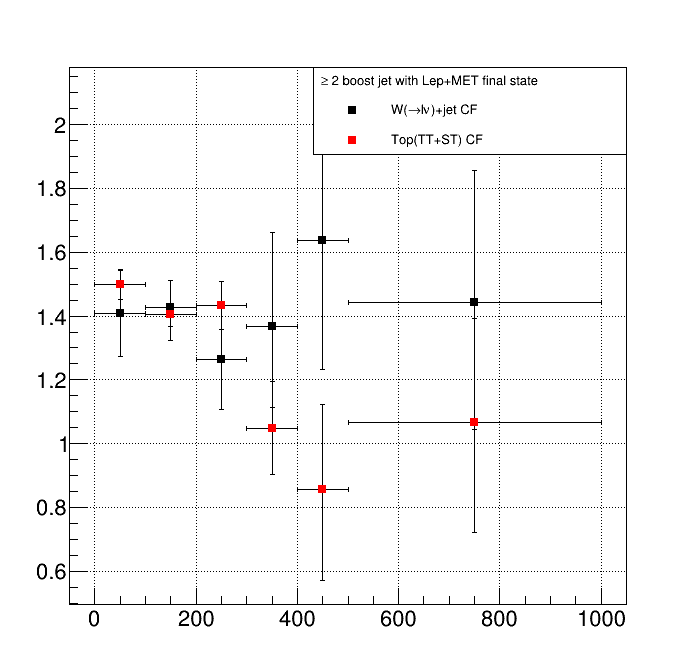 ≥ 2 boost jet with Lep+MET final state
W(→lν)+jet CF
Top(TT+ST) CF
2
1.8
1.6
1.4
1.2
1
0.8
0.6
0 200 400 600 800 1000